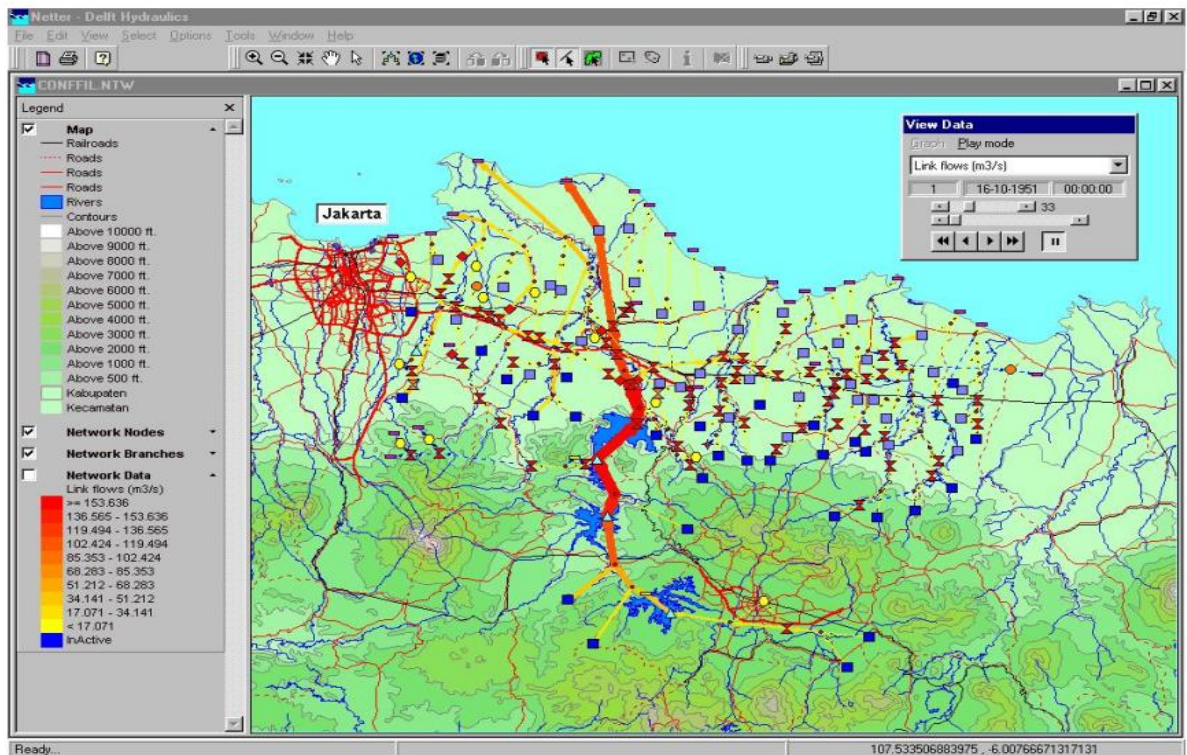 Netter - Delft Hydraulics
File Edit View Select Options Tools Window Help
CONFFIL.NTW
Legend
Map
Railroads
Roads
Roads
Roads
Rivers
Contours
Above 10000 ft.
Above 9000 ft.
Above 8000 ft.
Above 7000 ft.
Above 6000 ft.
Above 5000 ft.
Above 4000 ft.
Above 3000 ft.
Above 2000 ft.
Above 1000 ft.
Above 500 ft.
Kabupaten
Kecamatan
Network Nodes
Network Branches
Network Data
Link flows (m3/s)
>= 153.636
136.565 - 153.636
119.494 - 136.565
102.424 - 119.494
85.353 - 102.424
68.283 - 85.353
51.212 - 68.283
34.141 - 51.212
17.071 - 34.141
< 17.071
InActive
Jakarta
View Data
Graph Play mode
Link flows (m3/s)
1 16-10-1951 00:00:00
33
Ready...
107.533506883975 , -6.00766671317131